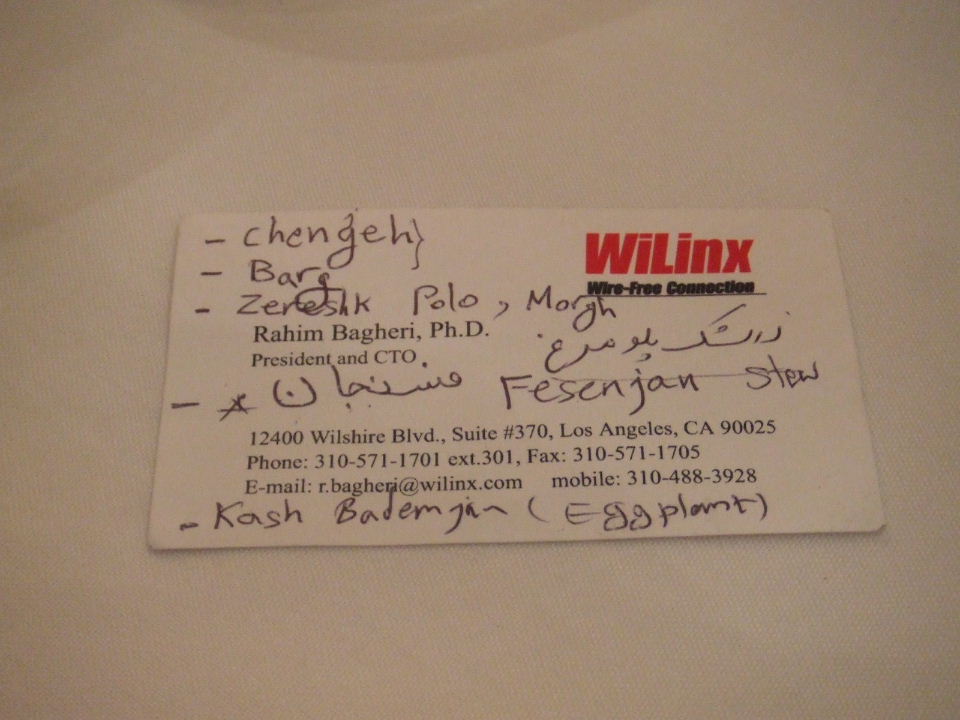 - Chengeh}
- Barg
WiLinx
Wire-Free Connection
- Zereshk Polo, Morgh
Rahim Bagheri, Ph.D.
زرشک پلو مرغ
President and CTO
- * فسنجان Fesenjan stew
12400 Wilshire Blvd., Suite #370, Los Angeles, CA 90025
Phone: 310-571-1701 ext.301, Fax: 310-571-1705
E-mail: r.bagheri@wilinx.com mobile: 310-488-3928
- Kash Bademjan (Eggplant)